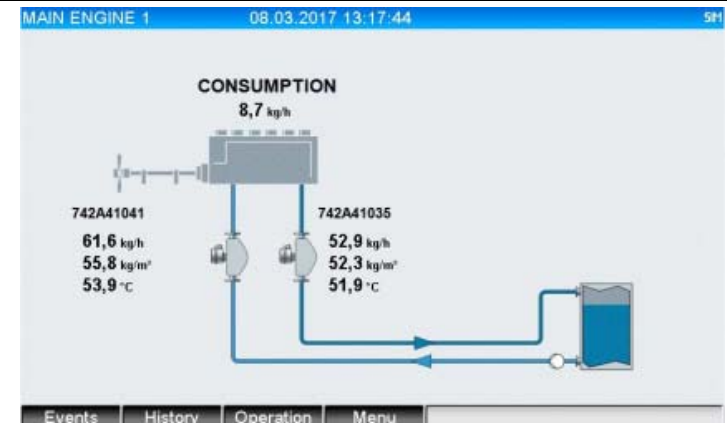 MAIN ENGINE 1 08.03.2017 13:17:44 SIM
CONSUMPTION
8,7 kg/h
742A41041 742A41035
61,6 kg/h 52,9 kg/h
55,8 kg/m³ 52,3 kg/m³
53,9 °C 51,9 °C
Events History Operation Menu